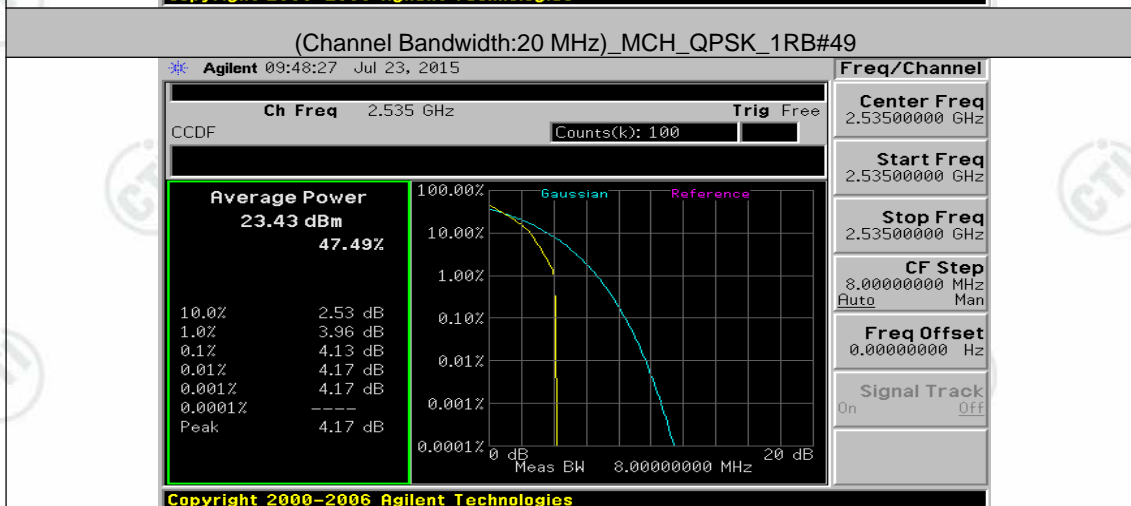 (Channel Bandwidth:20 MHz)_MCH_QPSK_1RB#49
Agilent 09:48:27 Jul 23, 2015
Freq/Channel
Ch Freq 2.535 GHz Trig Free
CCDF Counts(k): 100
Center Freq
2.53500000 GHz
Start Freq
2.53500000 GHz
Stop Freq
2.53500000 GHz
CF Step
8.00000000 MHz
Auto Man
Freq Offset
0.00000000 Hz
Signal Track
On Off
Average Power
23.43 dBm
47.49%
10.0% 2.53 dB
1.0% 3.96 dB
0.1% 4.13 dB
0.01% 4.17 dB
0.001% 4.17 dB
0.0001% ----
Peak 4.17 dB
Gaussian Reference
100.00%
10.00%
1.00%
0.10%
0.01%
0.001%
0.0001%
0 dB 20 dB
Meas BW 8.00000000 MHz
Copyright 2000-2006 Agilent Technologies
CTI
CTI